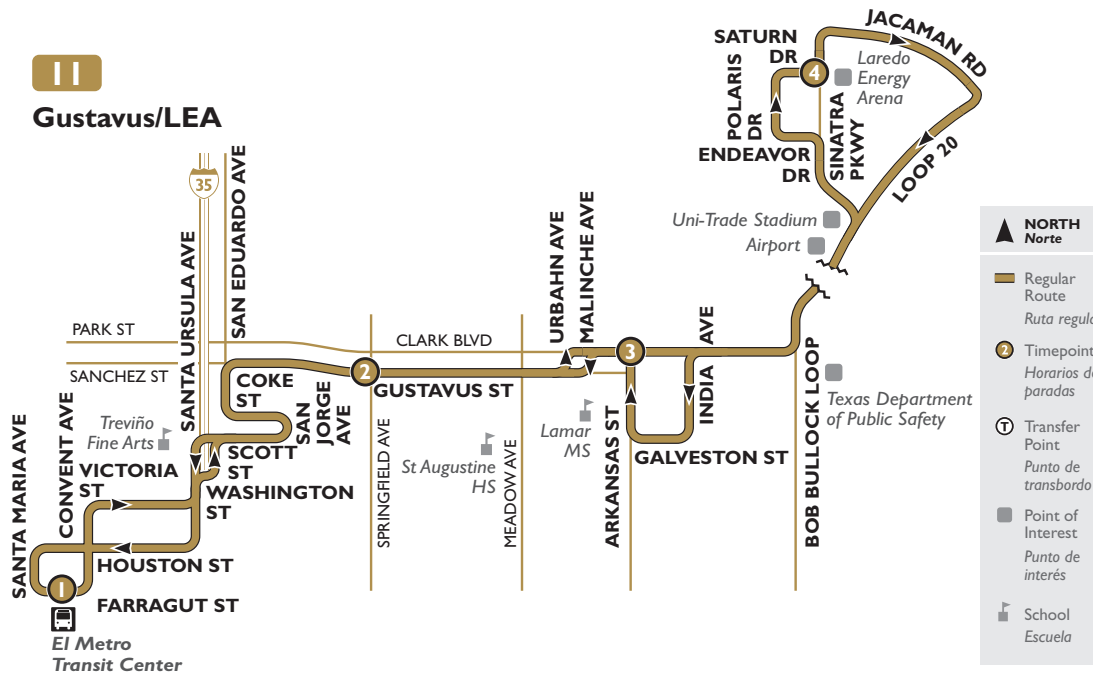 11
Gustavus/LEA
35
SAN EDUARDO AVE
SANTA URSULA AVE
PARK ST
SANCHEZ ST
CLARK BLVD
COKE
ST
SAN
JORGE
AVE
2
GUSTAVUS ST
Treviño
Fine Arts
SCOTT
ST
VICTORIA
ST
WASHINGTON
ST
CONVENT AVE
SANTA MARIA AVE
HOUSTON ST
1
FARRAGUT ST
El Metro
Transit Center
SPRINGFIELD AVE
St Augustine
HS
MEADOW AVE
URBAHN AVE
MALINCHE AVE
3
Lamar
MS
ARKANSAS ST
INDIA AVE
GALVESTON ST
BOB BULLOCK LOOP
Texas Department
of Public Safety
SATURN
DR
JACAMAN RD
4
Laredo
Energy
Arena
POLARIS
DR
ENDEAVOR
DR
SINATRA
PKWY
LOOP 20
Uni-Trade Stadium
Airport
NORTH
Norte
Regular
Route
Ruta regula
2
Timepoint
Horarios de
paradas
T
Transfer
Point
Punto de
transbordo
Point of
Interest
Punto de
interés
School
Escuela